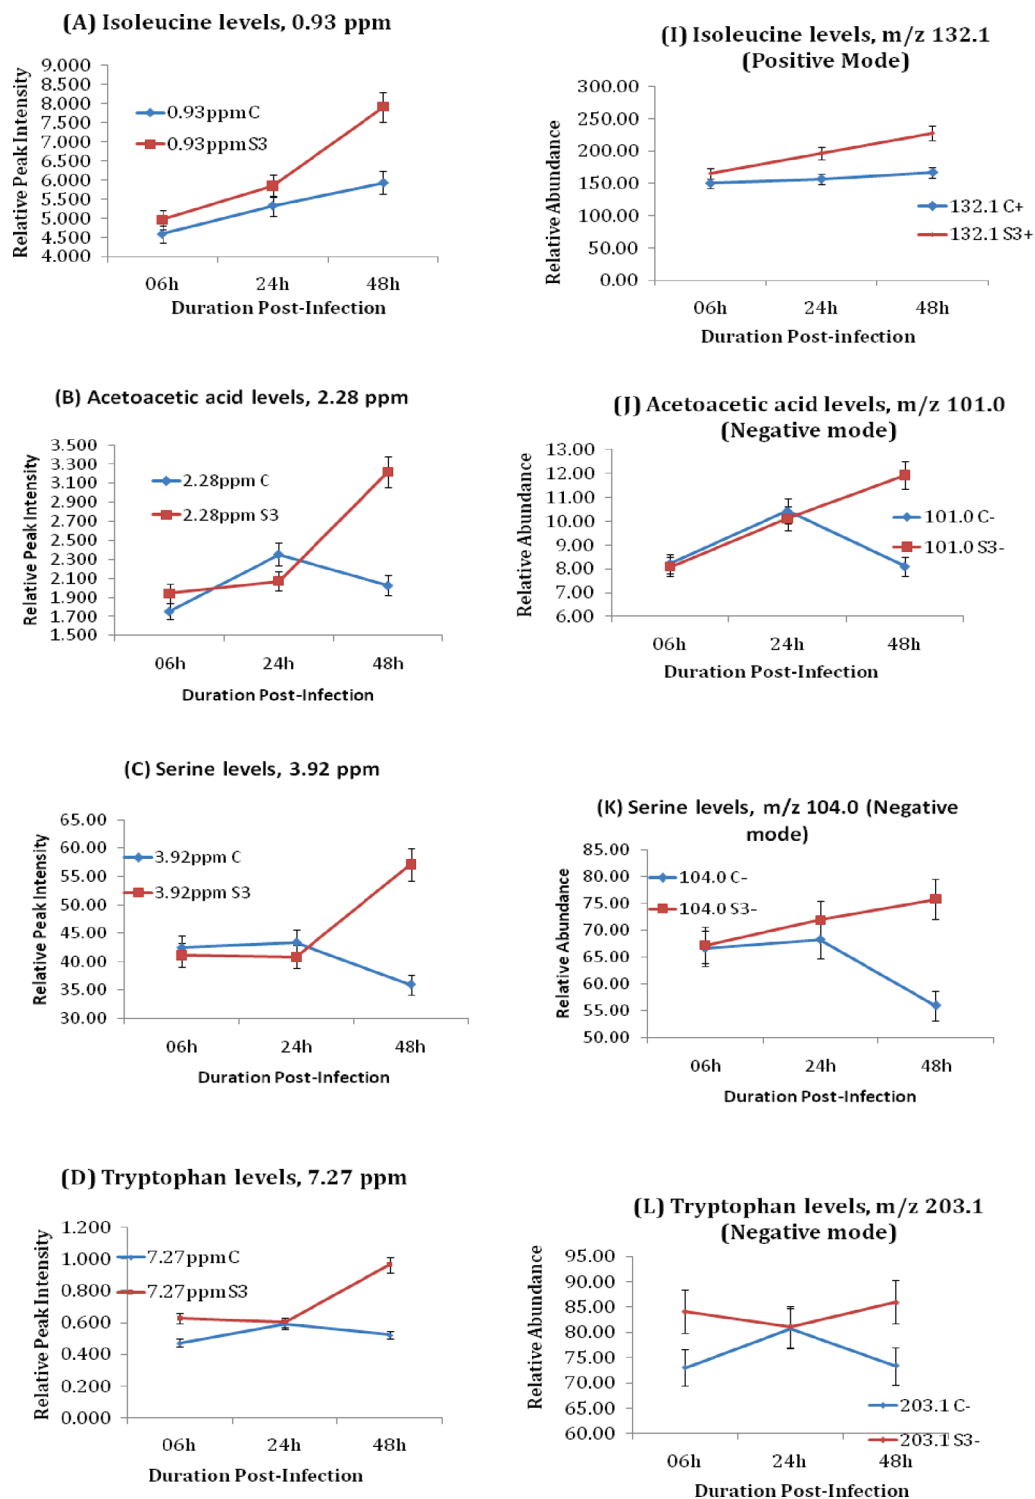 (A) Isoleucine levels, 0.93 ppm
Relative Peak Intensity
9.000
8.500
8.000
7.500
7.000
6.500
6.000
5.500
5.000
4.500
4.000
0.93ppm C
0.93ppm S3
06h 24h 48h
Duration Post-Infection
(I) Isoleucine levels, m/z 132.1
(Positive Mode)
Relative Abundance
300.00
250.00
200.00
150.00
100.00
50.00
0.00
132.1 C+
132.1 S3+
06h 24h 48h
Duration Post-infection
(B) Acetoacetic acid levels, 2.28 ppm
Relative Peak Intensity
3.500
3.300
3.100
2.900
2.700
2.500
2.300
2.100
1.900
1.700
1.500
2.28ppm C
2.28ppm S3
06h 24h 48h
Duration Post-Infection
(J) Acetoacetic acid levels, m/z 101.0
(Negative mode)
Relative Abundance
13.00
12.00
11.00
10.00
9.00
8.00
7.00
6.00
101.0 C-
101.0 S3-
06h 24h 48h
Duration Post-Infection
(C) Serine levels, 3.92 ppm
Relative Peak Intensity
65.00
60.00
55.00
50.00
45.00
40.00
35.00
30.00
3.92ppm C
3.92ppm S3
06h 24h 48h
Duration Post-Infection
(K) Serine levels, m/z 104.0 (Negative
mode)
Relative Abundance
85.00
80.00
75.00
70.00
65.00
60.00
55.00
50.00
104.0 C-
104.0 S3-
06h 24h 48h
Duration Post-Infection
(D) Tryptophan levels, 7.27 ppm
Relative Peak Intensity
1.200
1.000
0.800
0.600
0.400
0.200
0.000
7.27ppm C
7.27ppm S3
06h 24h 48h
Duration Post-Infection
(L) Tryptophan levels, m/z 203.1
(Negative mode)
Relative Abundance
95.00
90.00
85.00
80.00
75.00
70.00
65.00
60.00
203.1 C-
203.1 S3-
06h 24h 48h
Duration Post-Infection